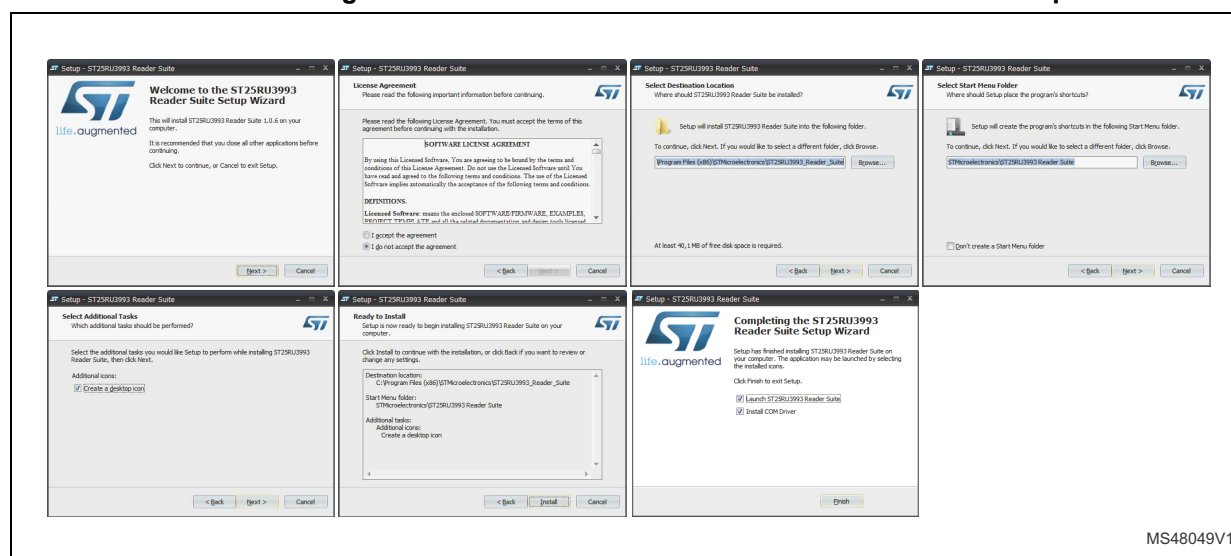 Setup - ST25RU3993 Reader Suite
life.augmented
Welcome to the ST25RU3993
Reader Suite Setup Wizard
This will install ST25RU3993 Reader Suite 1.0.6 on your
computer.
It is recommended that you close all other applications before
continuing.
Click Next to continue, or Cancel to exit Setup.
Next >
Cancel
Setup - ST25RU3993 Reader Suite
License Agreement
Please read the following important information before continuing.
Please read the following License Agreement. You must accept the terms of this
agreement before continuing with the installation.
SOFTWARE LICENSE AGREEMENT
By using this Licensed Software, You are agreeing to be bound by the terms and
conditions of this License Agreement. Do not use the Licensed Software until You
have read and agreed to the following terms and conditions. The use of the Licensed
Software implies automatically the acceptance of the following terms and conditions.
DEFINITIONS.
Licensed Software: means the enclosed SOFTWARE/FIRMWARE, EXAMPLES,
PROJECT TEMPLATE and all the related documentation and design tools licensed
I accept the agreement
I do not accept the agreement
< Back
Next >
Cancel
Setup - ST25RU3993 Reader Suite
Select Destination Location
Where should ST25RU3993 Reader Suite be installed?
Setup will install ST25RU3993 Reader Suite into the following folder.
To continue, click Next. If you would like to select a different folder, click Browse.
\Program Files (x86)\STMicroelectronics\ST25RU3993_Reader_Suite
Browse...
At least 40,1 MB of free disk space is required.
< Back
Next >
Cancel
Setup - ST25RU3993 Reader Suite
Select Start Menu Folder
Where should Setup place the program's shortcuts?
Setup will create the program's shortcuts in the following Start Menu folder.
To continue, click Next. If you would like to select a different folder, click Browse.
STMicroelectronics\ST25RU3993 Reader Suite
Browse...
Don't create a Start Menu folder
< Back
Next >
Cancel
Setup - ST25RU3993 Reader Suite
Select Additional Tasks
Which additional tasks should be performed?
Select the additional tasks you would like Setup to perform while installing ST25RU3993
Reader Suite, then click Next.
Additional icons:
Create a desktop icon
< Back
Next >
Cancel
Setup - ST25RU3993 Reader Suite
Ready to Install
Setup is now ready to begin installing ST25RU3993 Reader Suite on your
computer.
Click Install to continue with the installation, or click Back if you want to review or
change any settings.
Destination location:
C:\Program Files (x86)\STMicroelectronics\ST25RU3993_Reader_Suite
Start Menu folder:
STMicroelectronics\ST25RU3993 Reader Suite
Additional tasks:
Additional icons:
Create a desktop icon
< Back
Install
Cancel
Setup - ST25RU3993 Reader Suite
life.augmented
Completing the ST25RU3993
Reader Suite Setup Wizard
Setup has finished installing ST25RU3993 Reader Suite on
your computer. The application may be launched by selecting
the installed icons.
Click Finish to exit Setup.
Launch ST25RU3993 Reader Suite
Install COM Driver
Finish
MS48049V1